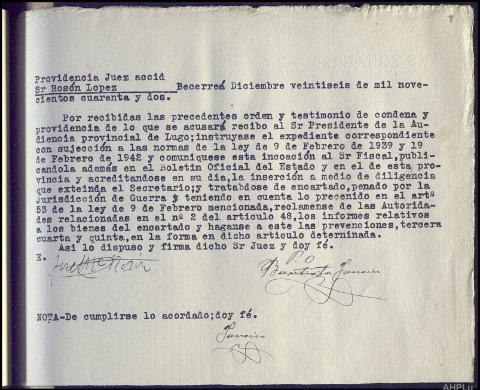 8
Providencia Juez accid
Sr Rosón Lopez        Becerreá Diciembre veintiseis de mil nove-
cientos cuarenta y dos.
Por recibidas las precedentes orden y testimonio de condena y
providencia de lo que se acusará recibo al Sr Presidente de la Au-
diencia provincial de Lugo; instruyase el expediente correspondiente
con sujección a las normas de la ley de 9 de Febrero de 1939 y 19
de Febrero de 1942 y comuniquese esta incoación al Sr Fiscal, publi-
candola además en el Boletin Oficial del Estado y en el de esta pro-
vincia y acreditandose en su dia, la inserción a medio de diligencia
que exteinda el Secretario; y tratabdose de encartado, penado por la
Jurisdicción de Guerra y teniendo en cuenta lo precenido en el artº
53 de la ley de 9 de Febrero mencionada, reclamense de las Autorida-
des relacionadas en el nº 2 del articulo 48, los informes relativos
a los bienes del encartado y haganse a este las prevenciones, tercera
cuarta y quinta, en la forma en dicho articulo determinada.
Asi lo dispuso y firma dicho Sr Juez y doy fé.
E.
P.O
NOTA-De cumplirse lo acordado; doy fé.
AHPLu